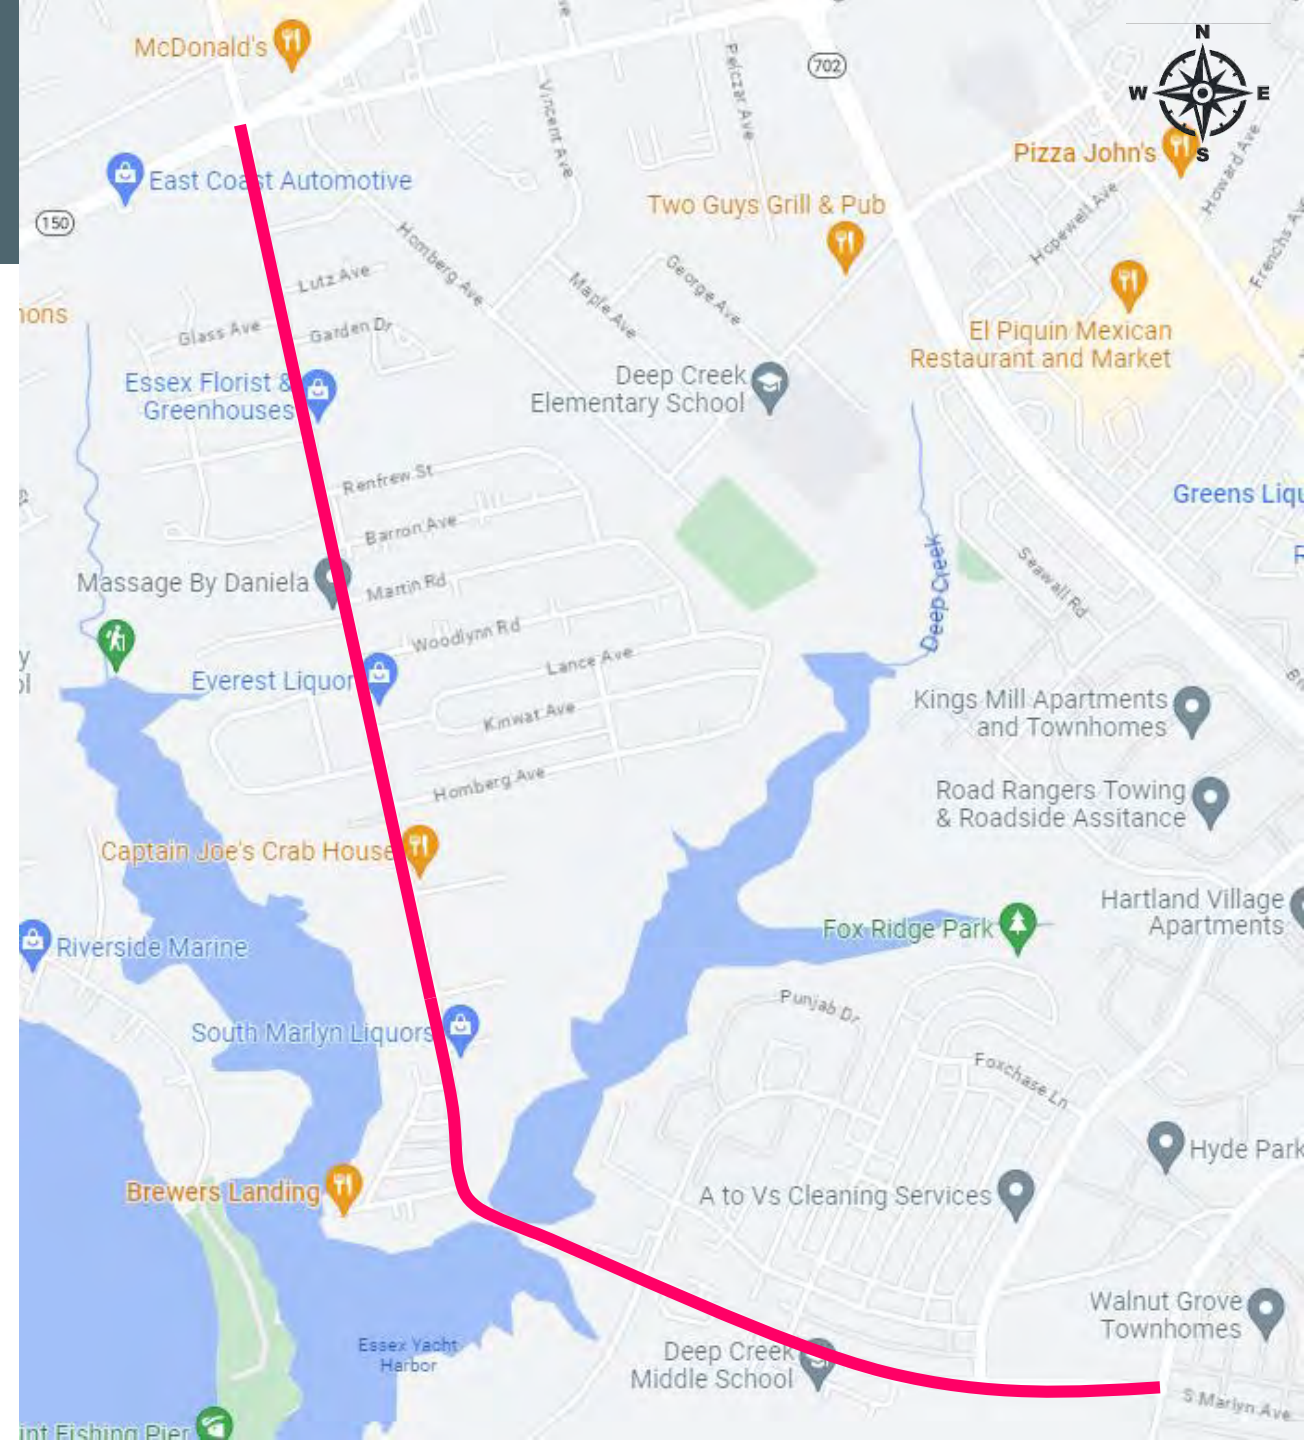 N
W
E
S
McDonald's
702
Pelczar Ave
Vincent Ave
Howard Ave
Pizza John's
East Coast Automotive
150
Two Guys Grill & Pub
Hopewell Ave
Frenchs Av
Homberg Ave
Lutz Ave
George Ave
Maple Ave
Glass Ave
Garden Dr
El Piquin Mexican
Restaurant and Market
Essex Florist &
Greenhouses
Deep Creek
Elementary School
Renfrew St
Greens Liqu
Barron Ave
Seawall Rd
Deep Creek
Massage By Daniela
Martin Rd
Woodlynn Rd
Lance Ave
Everest Liquor
Kings Mill Apartments
and Townhomes
Kinwat Ave
Homberg Ave
Road Rangers Towing
& Roadside Assitance
Captain Joe's Crab House
Hartland Village
Apartments
Fox Ridge Park
Riverside Marine
Punjab Dr
South Marlyn Liquors
Foxchase Ln
Hyde Park
Brewers Landing
A to Vs Cleaning Services
Walnut Grove
Townhomes
Essex Yacht
Harbor
Deep Creek
Middle School
S Marlyn Ave
int Fishing Pier